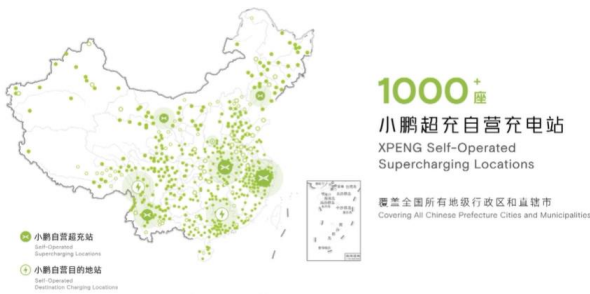 1000+座
小鹏超充自营充电站
XPENG Self-Operated
Supercharging Locations
覆盖全国所有地级行政区和直辖市
Covering All Chinese Prefecture Cities and Municipalities
小鹏自营超充站
Self-Operated
Supercharging Locations
小鹏自营目的地站
Self-Operated
Destination Charging Locations